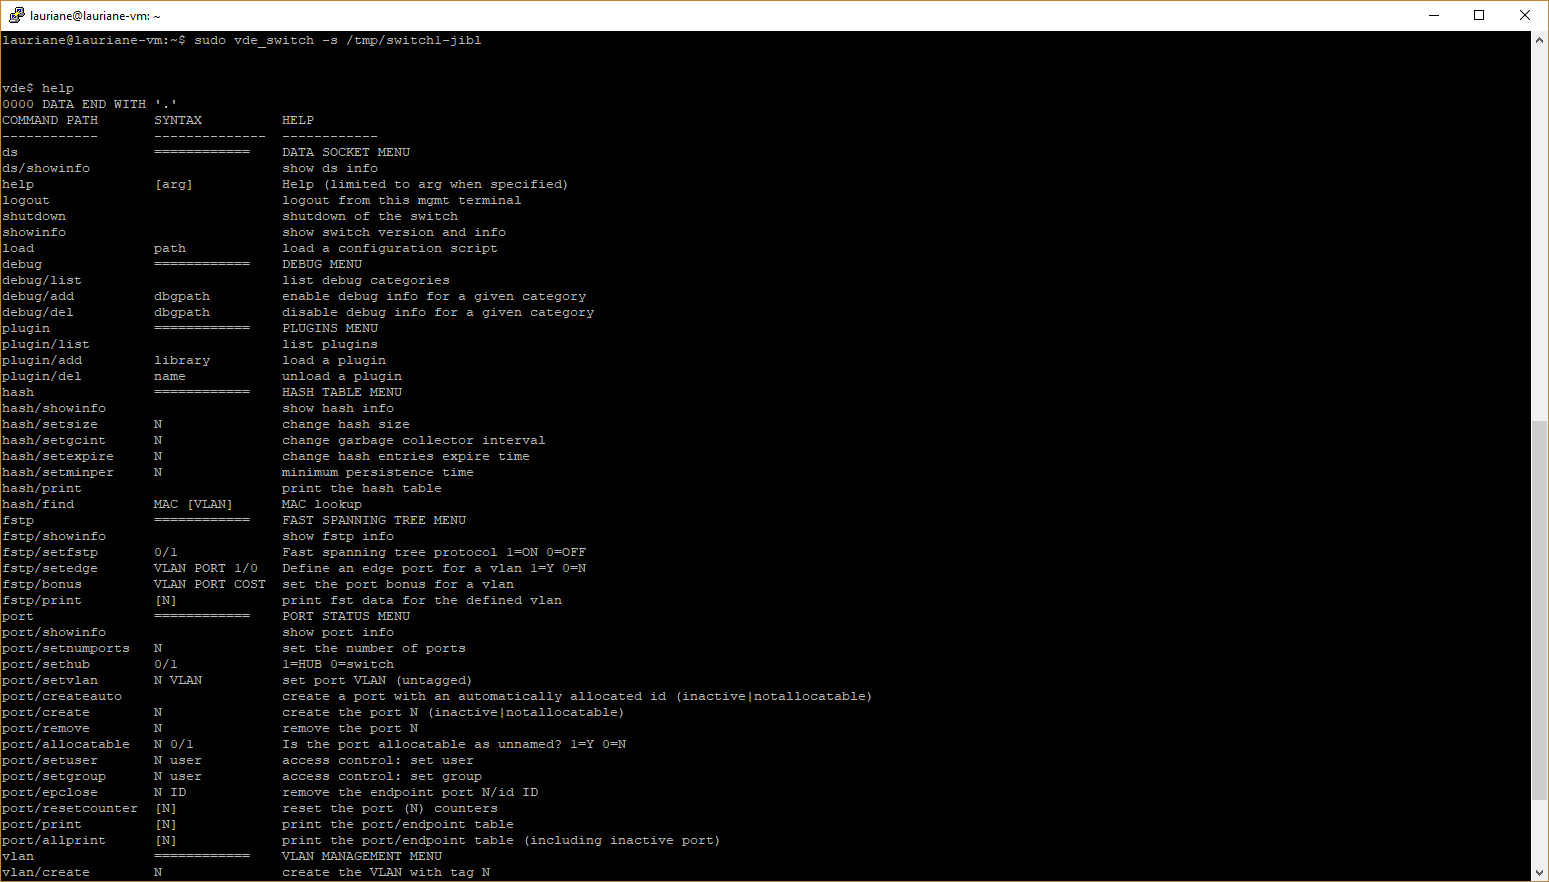 lauriane@lauriane-vm: ~
lauriane@lauriane-vm:~$ sudo vde_switch -s /tmp/switch1-jibl
vde$ help
0000 DATA END WITH '.'
COMMAND PATH SYNTAX HELP
------------ -------------- ------------
ds ============ DATA SOCKET MENU
ds/showinfo show ds info
help [arg] Help (limited to arg when specified)
logout logout from this mgmt terminal
shutdown shutdown of the switch
showinfo show switch version and info
load path load a configuration script
debug ============ DEBUG MENU
debug/list list debug categories
debug/add dbgpath enable debug info for a given category
debug/del dbgpath disable debug info for a given category
plugin ============ PLUGINS MENU
plugin/list list plugins
plugin/add library load a plugin
plugin/del name unload a plugin
hash ============ HASH TABLE MENU
hash/showinfo show hash info
hash/setsize N change hash size
hash/setgcint N change garbage collector interval
hash/setexpire N change hash entries expire time
hash/setminper N minimum persistence time
hash/print print the hash table
hash/find MAC [VLAN] MAC lookup
fstp ============ FAST SPANNING TREE MENU
fstp/showinfo show fstp info
fstp/setfstp 0/1 Fast spanning tree protocol 1=ON 0=OFF
fstp/setedge VLAN PORT 1/0 Define an edge port for a vlan 1=Y 0=N
fstp/bonus VLAN PORT COST set the port bonus for a vlan
fstp/print [N] print fst data for the defined vlan
port ============ PORT STATUS MENU
port/showinfo show port info
port/setnumports N set the number of ports
port/sethub 0/1 1=HUB 0=switch
port/setvlan N VLAN set port VLAN (untagged)
port/createauto create a port with an automatically allocated id (inactive|notallocatable)
port/create N create the port N (inactive|notallocatable)
port/remove N remove the port N
port/allocatable N 0/1 Is the port allocatable as unnamed? 1=Y 0=N
port/setuser N user access control: set user
port/setgroup N user access control: set group
port/epclose N ID remove the endpoint port N/id ID
port/resetcounter [N] reset the port (N) counters
port/print [N] print the port/endpoint table
port/allprint [N] print the port/endpoint table (including inactive port)
vlan ============ VLAN MANAGEMENT MENU
vlan/create N create the VLAN with tag N